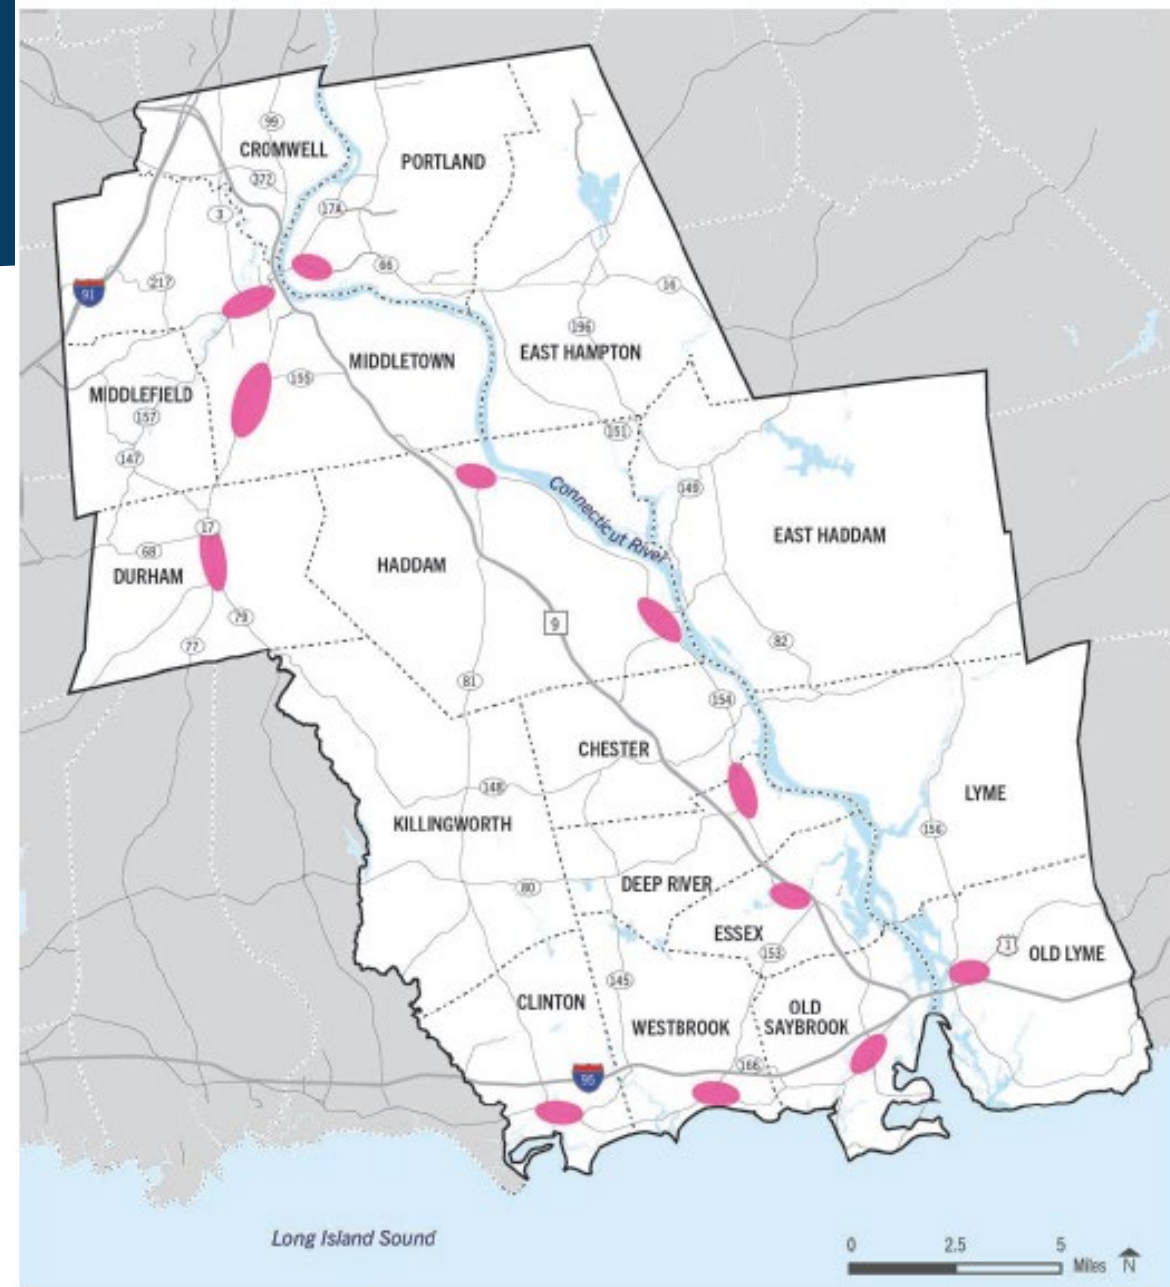 99
CROMWELL
PORTLAND
372
17A
3
66
217
16
91
196
MIDDLETOWN
EAST HAMPTON
155
MIDDLEFIELD
157
151
147
149
Connecticut River
17
EAST HADDAM
68
HADDAM
DURHAM
79
9
82
77
81
154
CHESTER
148
LYME
KILLINGWORTH
156
80
DEEP RIVER
ESSEX
1
153
OLD LYME
145
CLINTON
OLD
SAYBROOK
WESTBROOK
166
95
Long Island Sound
0 2.5 5
Miles N